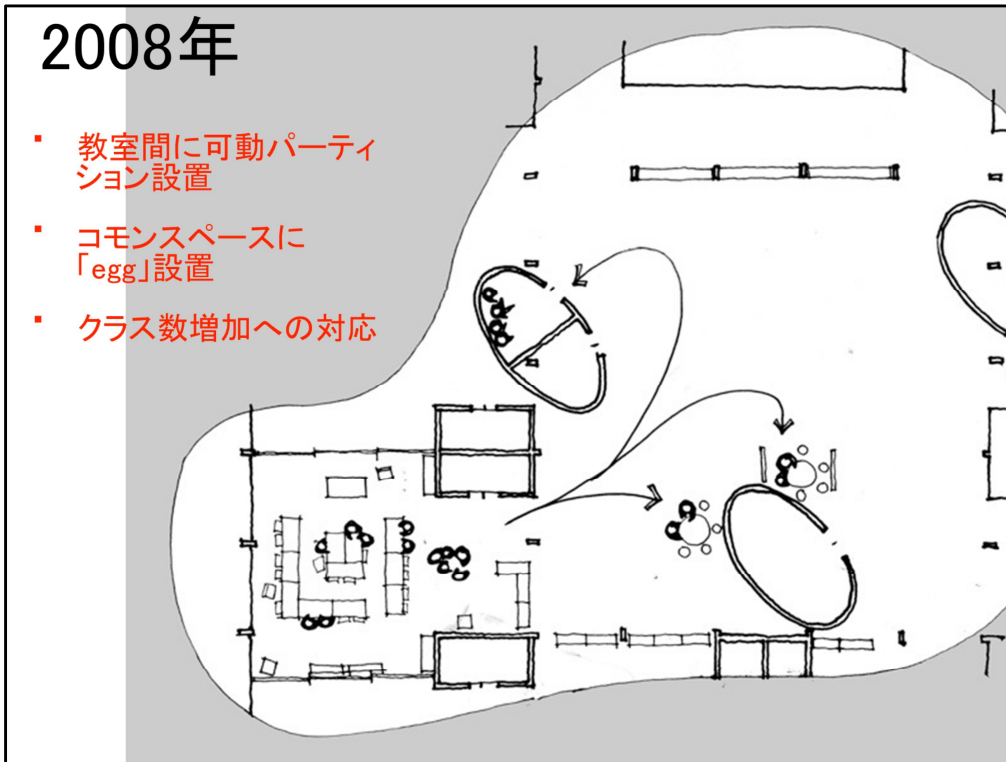 2008年
▪ 教室間に可動パーティ
ション設置
▪ コモンスペースに
「egg」設置
▪ クラス数増加への対応